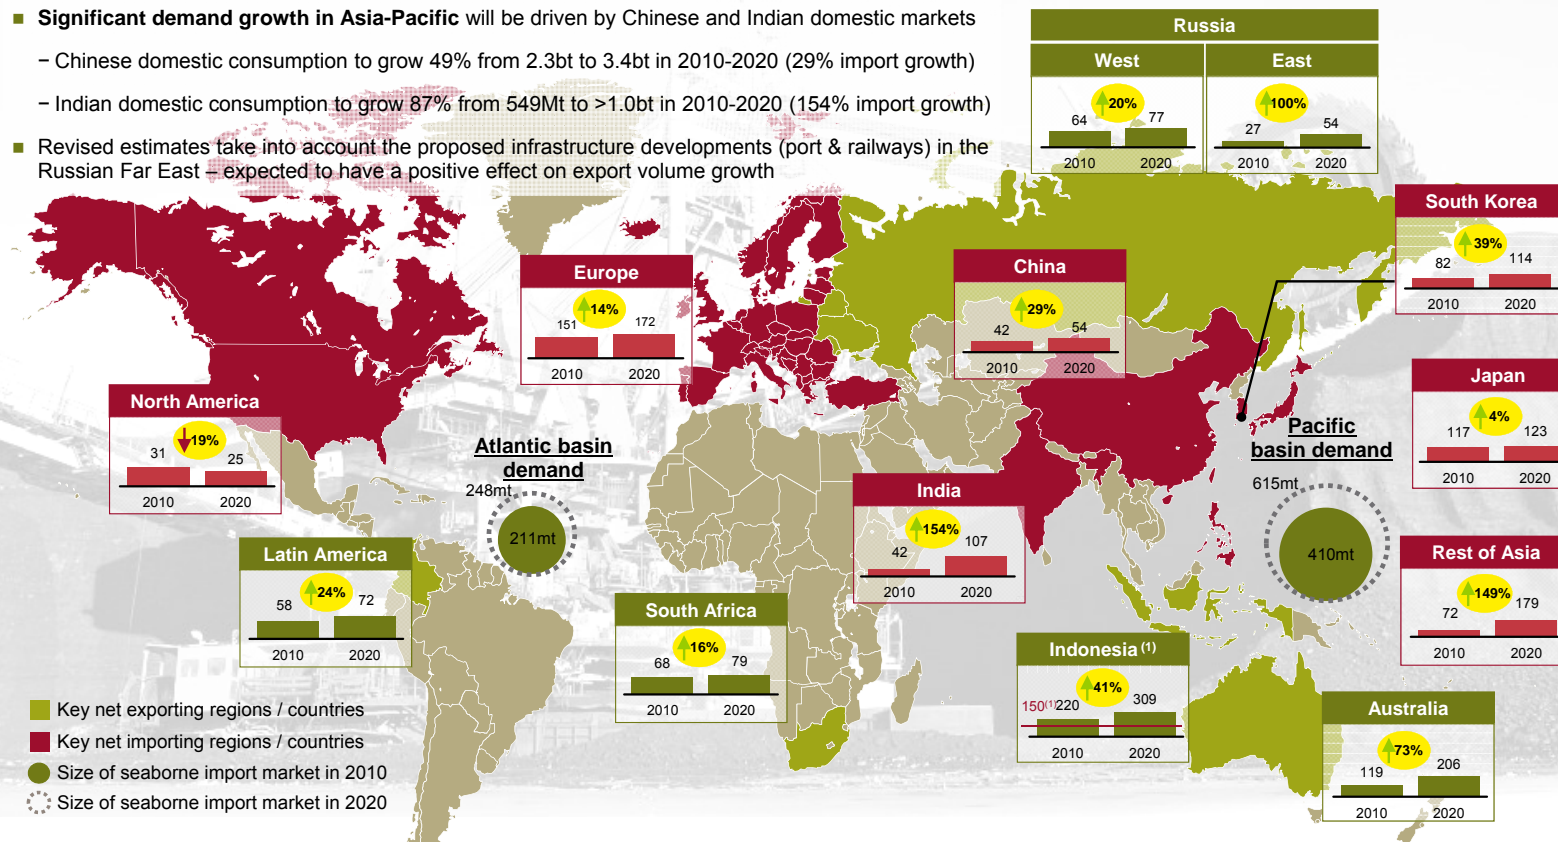 ■ Significant demand growth in Asia-Pacific will be driven by Chinese and Indian domestic markets
− Chinese domestic consumption to grow 49% from 2.3bt to 3.4bt in 2010-2020 (29% import growth)
− Indian domestic consumption to grow 87% from 549Mt to >1.0bt in 2010-2020 (154% import growth)
■ Revised estimates take into account the proposed infrastructure developments (port & railways) in the
Russian Far East – expected to have a positive effect on export volume growth
Russia
West
20%
64 77
2010 2020
East
100%
27 54
2010 2020
South Korea
39%
82 114
2010 2020
Europe
14%
151 172
2010 2020
China
29%
42 54
2010 2020
Japan
4%
117 123
2010 2020
North America
19%
31 25
2010 2020
Atlantic basin
demand
248mt
211mt
Pacific
basin demand
615mt
410mt
India
154%
42 107
2010 2020
Rest of Asia
149%
72 179
2010 2020
Latin America
24%
58 72
2010 2020
South Africa
16%
68 79
2010 2020
Indonesia (1)
41%
150(1) 220 309
2010 2020
Australia
73%
119 206
2010 2020
Key net exporting regions / countries
Key net importing regions / countries
Size of seaborne import market in 2010
Size of seaborne import market in 2020